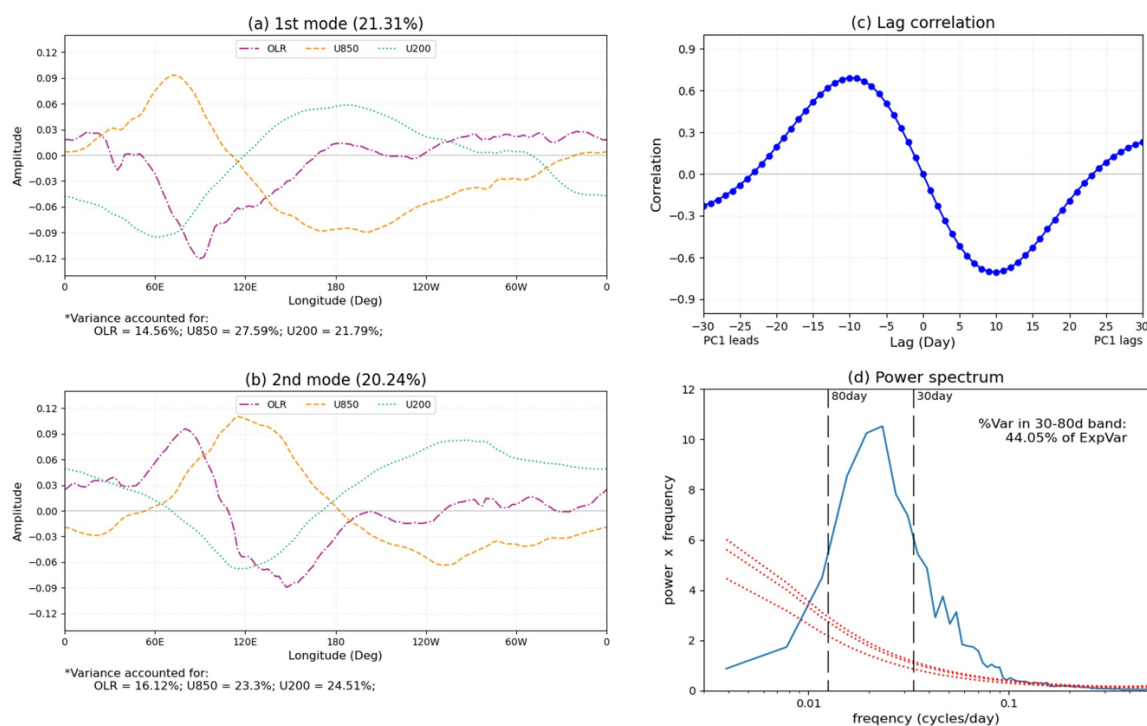 (a) 1st mode (21.31%)
OLR U850 U200
Amplitude
0.12
0.09
0.06
0.03
0.00
−0.03
−0.06
−0.09
−0.12
0 60E 120E 180 120W 60W 0
Longitude (Deg)
*Variance accounted for:
OLR = 14.56%; U850 = 27.59%; U200 = 21.79%;
(b) 2nd mode (20.24%)
OLR U850 U200
Amplitude
0.12
0.09
0.06
0.03
0.00
−0.03
−0.06
−0.09
−0.12
0 60E 120E 180 120W 60W 0
Longitude (Deg)
*Variance accounted for:
OLR = 16.12%; U850 = 23.3%; U200 = 24.51%;
(c) Lag correlation
Correlation
0.9
0.6
0.3
0.0
−0.3
−0.6
−0.9
−30 −25 −20 −15 −10 −5 0 5 10 15 20 25 30
PC1 leads Lag (Day) PC1 lags
(d) Power spectrum
power x frequency
12
10
8
6
4
2
0
80day 30day
%Var in 30-80d band:
44.05% of ExpVar
0.01 0.1
freqency (cycles/day)